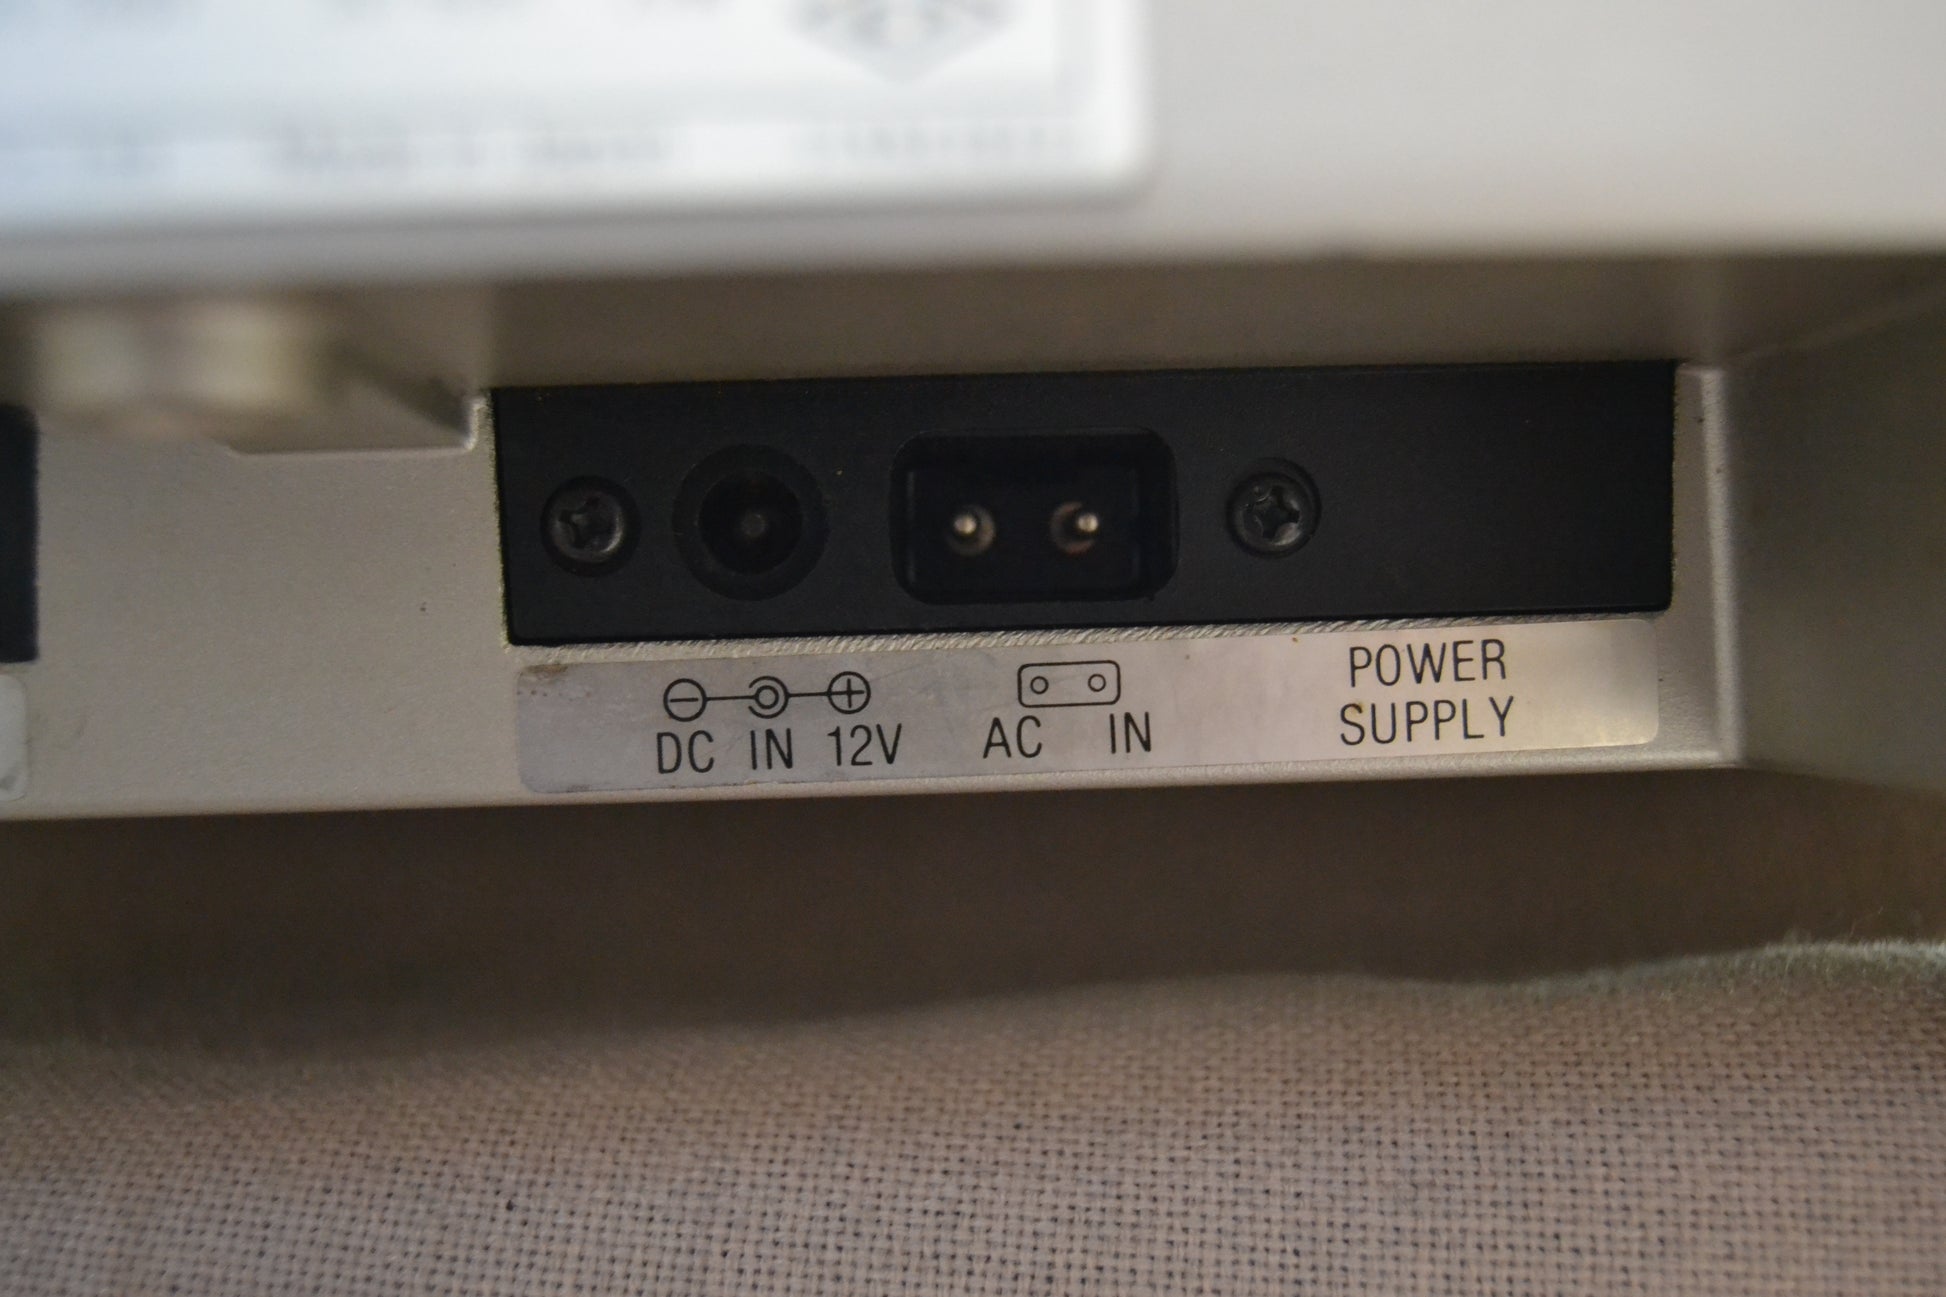 DC IN 12V
AC IN
POWER
SUPPLY